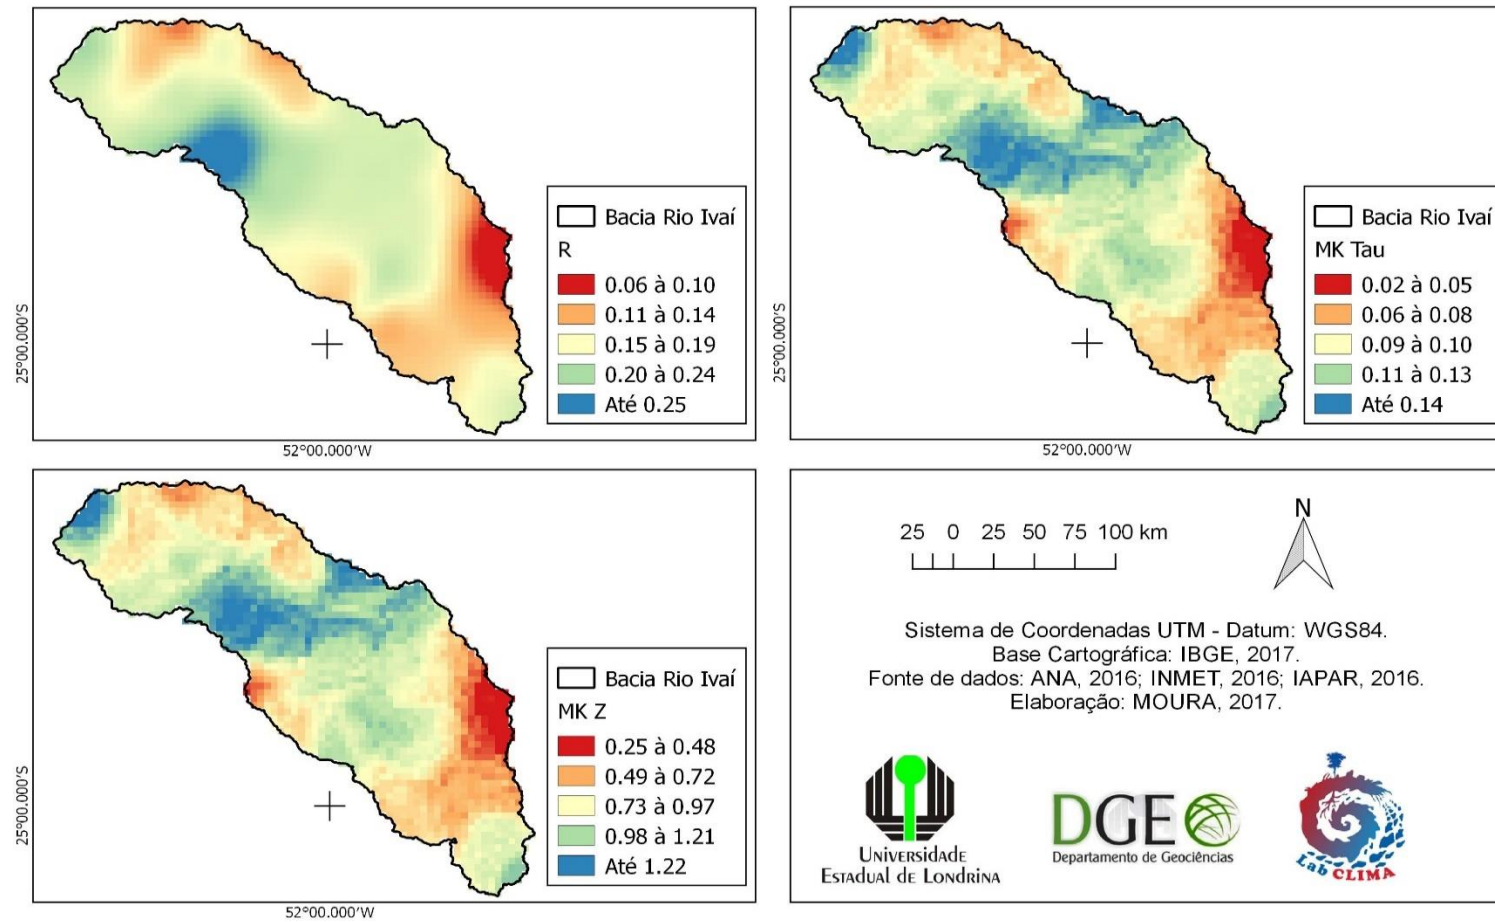 Bacia Rio Ivaí
R
0.06 à 0.10
0.11 à 0.14
0.15 à 0.19
0.20 à 0.24
Até 0.25
25°00.000'S
52°00.000'W
Bacia Rio Ivaí
MK Tau
0.02 à 0.05
0.06 à 0.08
0.09 à 0.10
0.11 à 0.13
Até 0.14
25°00.000'S
52°00.000'W
Bacia Rio Ivaí
MK Z
0.25 à 0.48
0.49 à 0.72
0.73 à 0.97
0.98 à 1.21
Até 1.22
25°00.000'S
52°00.000'W
N
25 0 25 50 75 100 km
Sistema de Coordenadas UTM - Datum: WGS84.
Base Cartográfica: IBGE, 2017.
Fonte de dados: ANA, 2016; INMET, 2016; IAPAR, 2016.
Elaboração: MOURA, 2017.
UNIVERSIDADE
ESTADUAL DE LONDRINA
DGEO
Departamento de Geociências
Lab CLIMA